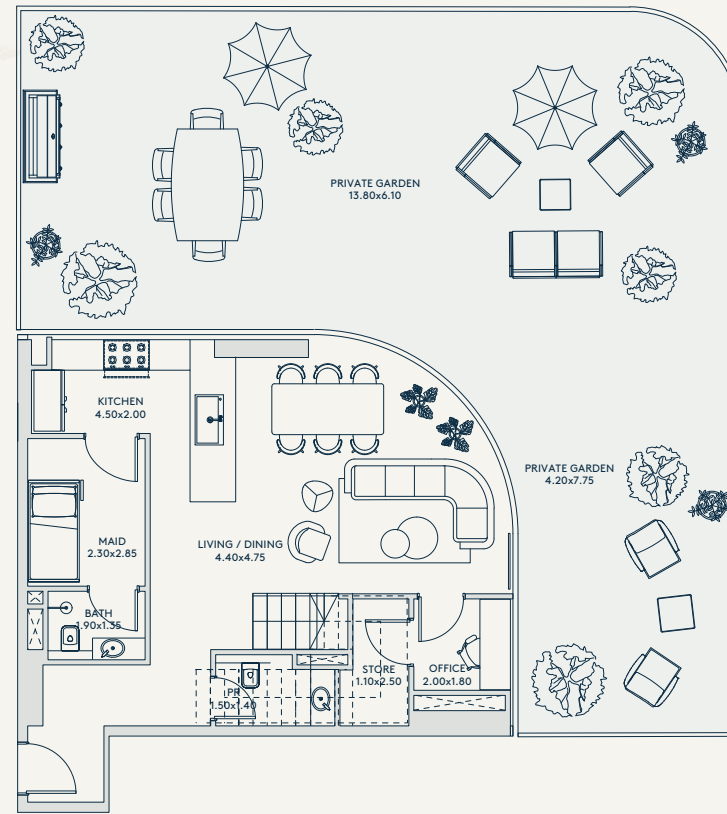 PRIVATE GARDEN
13.80x6.10
KITCHEN
4.50x2.00
PRIVATE GARDEN
4.20x7.75
MAID
2.30x2.85
LIVING / DINING
4.40x4.75
BATH
1.90x1.35
STORE
1.10x2.50
OFFICE
2.00x1.80
PR
1.50x1.40